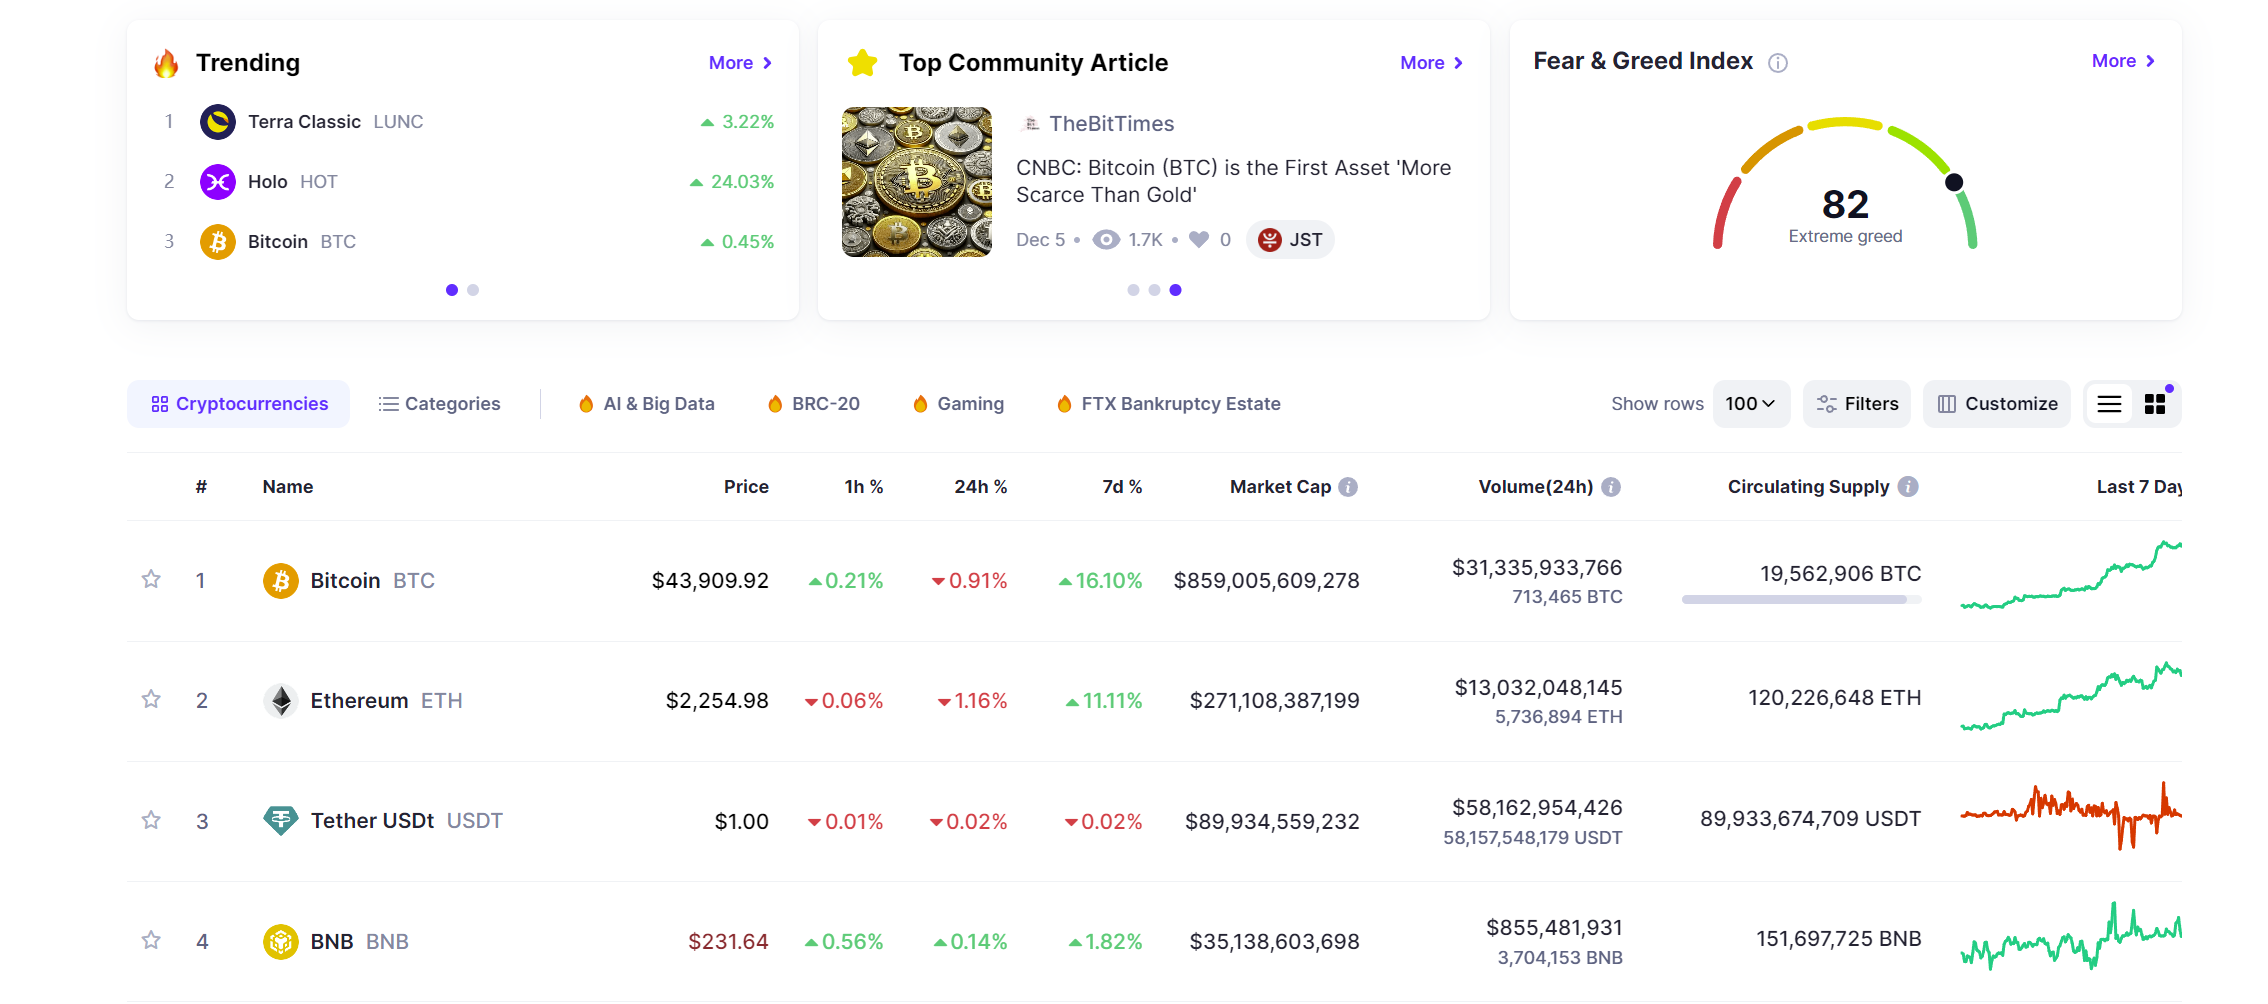 Trending
More
1 Terra Classic LUNC 3.22%
2 Holo HOT 24.03%
3 Bitcoin BTC 0.45%
Top Community Article
More
TheBitTimes
CNBC: Bitcoin (BTC) is the First Asset 'More
Scarce Than Gold'
Dec 5 • 1.7K • 0 JST
Fear & Greed Index
More
82
Extreme greed
Cryptocurrencies Categories AI & Big Data BRC-20 Gaming FTX Bankruptcy Estate Show rows 100 Filters Customize
# Name Price 1h % 24h % 7d % Market Cap Volume(24h) Circulating Supply Last 7 Day
1 Bitcoin BTC $43,909.92 0.21% 0.91% 16.10% $859,005,609,278 $31,335,933,766 19,562,906 BTC
713,465 BTC
2 Ethereum ETH $2,254.98 0.06% 1.16% 11.11% $271,108,387,199 $13,032,048,145 120,226,648 ETH
5,736,894 ETH
3 Tether USDt USDT $1.00 0.01% 0.02% 0.02% $89,934,559,232 $58,162,954,426 89,933,674,709 USDT
58,157,548,179 USDT
4 BNB BNB $231.64 0.56% 0.14% 1.82% $35,138,603,698 $855,481,931 151,697,725 BNB
3,704,153 BNB